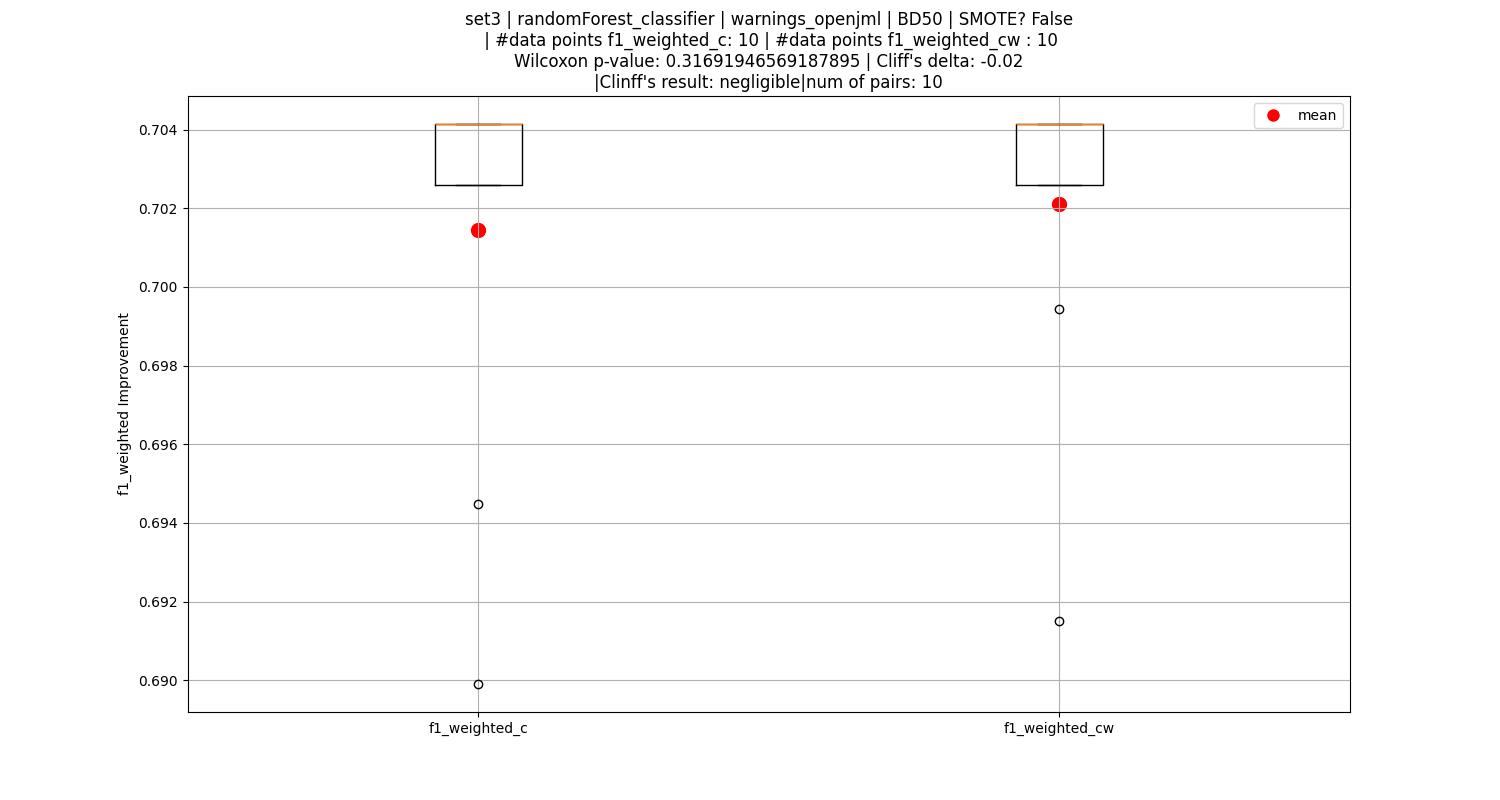 set3 | randomForest_classifier | warnings_openjml | BD50 | SMOTE? False
| #data points f1_weighted_c: 10 | #data points f1_weighted_cw : 10
Wilcoxon p-value: 0.31691946569187895 | Cliff's delta: -0.02
|Clinff's result: negligible|num of pairs: 10
mean
0.704
0.702
0.700
0.698
0.696
0.694
0.692
0.690
f1_weighted Improvement
f1_weighted_c
f1_weighted_cw